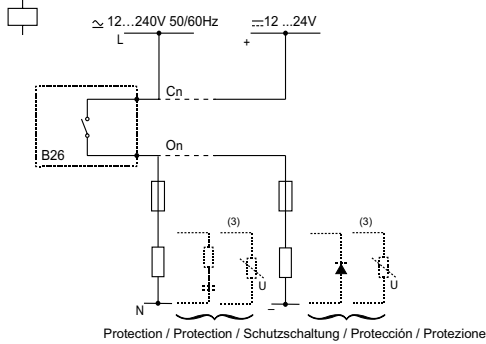 ≃ 12…240V 50/60Hz
⎓12 ...24V
L
+
Cn
B26
On
(3)
(3)
U
U
N
–
Protection / Protection / Schutzschaltung / Protección / Protezione